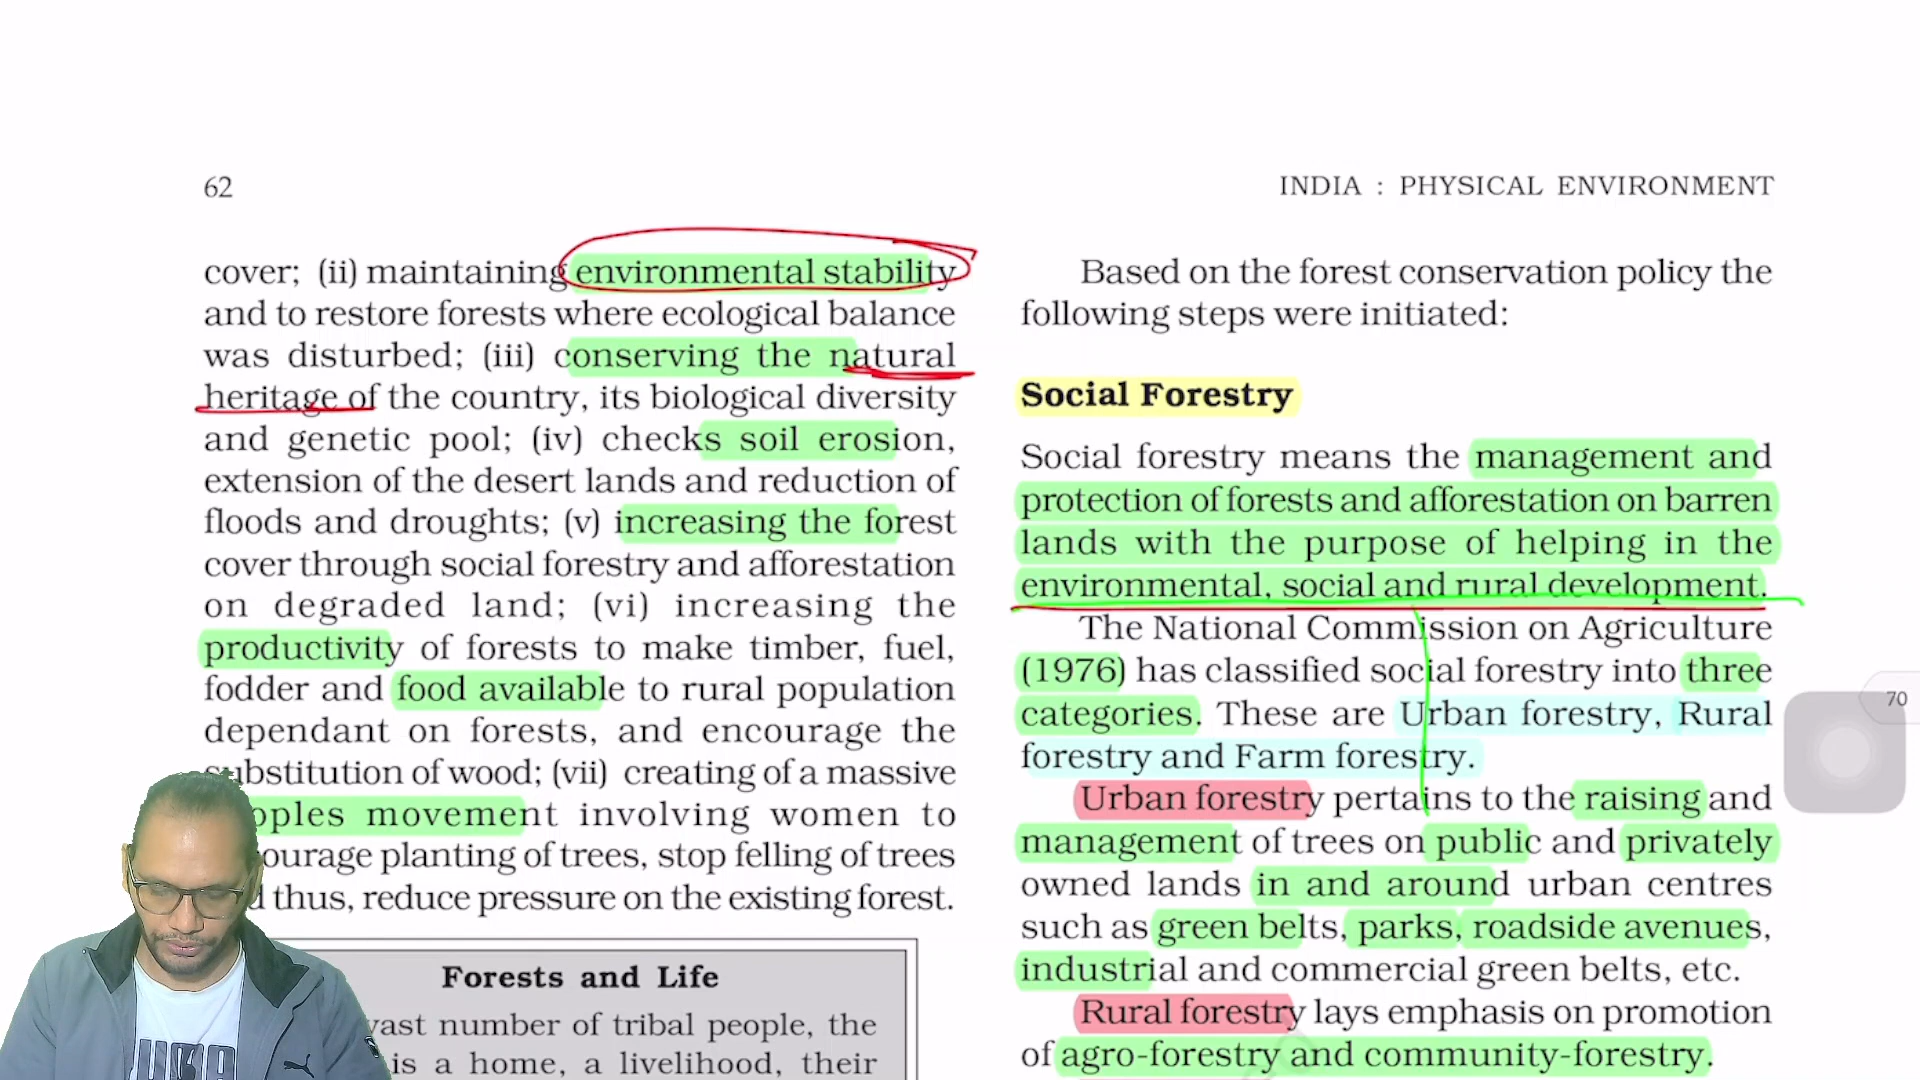 62
INDIA : PHYSICAL ENVIRONMENT
cover; (ii) maintaining environmental stability
and to restore forests where ecological balance
was disturbed; (iii) conserving the natural
heritage of the country, its biological diversity
and genetic pool; (iv) checks soil erosion,
extension of the desert lands and reduction of
floods and droughts; (v) increasing the forest
cover through social forestry and afforestation
on degraded land; (vi) increasing the
productivity of forests to make timber, fuel,
fodder and food available to rural population
dependant on forests, and encourage the
substitution of wood; (vii) creating of a massive
oples movement involving women to
ourage planting of trees, stop felling of trees
d thus, reduce pressure on the existing forest.
Forests and Life
vast number of tribal people, the
is a home, a livelihood, their
Based on the forest conservation policy the
following steps were initiated:
Social Forestry
Social forestry means the management and
protection of forests and afforestation on barren
lands with the purpose of helping in the
environmental, social and rural development.
The National Commission on Agriculture
(1976) has classified social forestry into three
categories. These are Urban forestry, Rural
forestry and Farm forestry.
Urban forestry pertains to the raising and
management of trees on public and privately
owned lands in and around urban centres
such as green belts, parks, roadside avenues,
industrial and commercial green belts, etc.
Rural forestry lays emphasis on promotion
of agro-forestry and community-forestry.
70